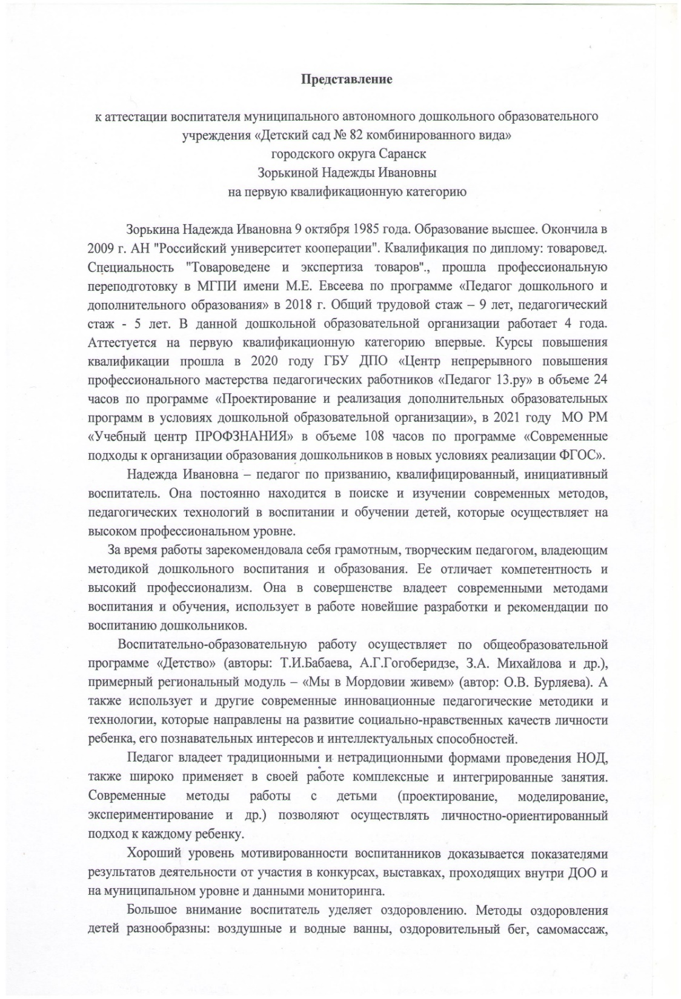 Представление
к аттестации воспитателя муниципального автономного дошкольного образовательного
учреждения «Детский сад № 82 комбинированного вида»
городского округа Саранск
Зорькиной Надежды Ивановны
на первую квалификационную категорию
Зорькина Надежда Ивановна 9 октября 1985 года. Образование высшее. Окончила в
2009 г. АН "Российский университет кооперации". Квалификация по диплому: товаровед.
Специальность "Товароведене и экспертиза товаров"., прошла профессиональную
переподготовку в МГПИ имени М.Е. Евсеева по программе «Педагог дошкольного и
дополнительного образования» в 2018 г. Общий трудовой стаж – 9 лет, педагогический
стаж - 5 лет. В данной дошкольной образовательной организации работает 4 года.
Аттестуется на первую квалификационную категорию впервые. Курсы повышения
квалификации прошла в 2020 году ГБУ ДПО «Центр непрерывного повышения
профессионального мастерства педагогических работников «Педагог 13.ру» в объеме 24
часов по программе «Проектирование и реализация дополнительных образовательных
программ в условиях дошкольной образовательной организации», в 2021 году МО РМ
«Учебный центр ПРОФЗНАНИЯ» в объеме 108 часов по программе «Современные
подходы к организации образования дошкольников в новых условиях реализации ФГОС».
Надежда Ивановна – педагог по призванию, квалифицированный, инициативный
воспитатель. Она постоянно находится в поиске и изучении современных методов,
педагогических технологий в воспитании и обучении детей, которые осуществляет на
высоком профессиональном уровне.
За время работы зарекомендовала себя грамотным, творческим педагогом, владеющим
методикой дошкольного воспитания и образования. Ее отличает компетентность и
высокий профессионализм. Она в совершенстве владеет современными методами
воспитания и обучения, использует в работе новейшие разработки и рекомендации по
воспитанию дошкольников.
Воспитательно-образовательную работу осуществляет по общеобразовательной
программе «Детство» (авторы: Т.И.Бабаева, А.Г.Гогоберидзе, З.А. Михайлова и др.),
примерный региональный модуль – «Мы в Мордовии живем» (автор: О.В. Бурляева). А
также использует и другие современные инновационные педагогические методики и
технологии, которые направлены на развитие социально-нравственных качеств личности
ребенка, его познавательных интересов и интеллектуальных способностей.
Педагог владеет традиционными и нетрадиционными формами проведения НОД,
также широко применяет в своей работе комплексные и интегрированные занятия.
Современные методы работы с детьми (проектирование, моделирование,
экспериментирование и др.) позволяют осуществлять личностно-ориентированный
подход к каждому ребенку.
Хороший уровень мотивированности воспитанников доказывается показателями
результатов деятельности от участия в конкурсах, выставках, проходящих внутри ДОО и
на муниципальном уровне и данными мониторинга.
Большое внимание воспитатель уделяет оздоровлению. Методы оздоровления
детей разнообразны: воздушные и водные ванны, оздоровительный бег, самомассаж,